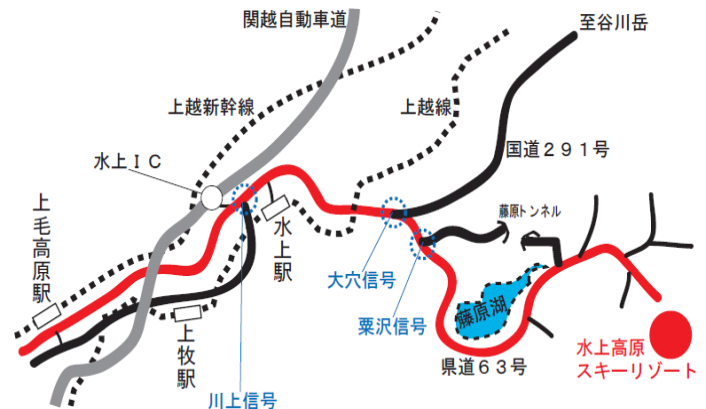 関越自動車道
至谷川岳
上越新幹線
上越線
国道291号
水上IC
藤原トンネル
上毛高原駅
水上駅
大穴信号
粟沢信号
藤原湖
上牧駅
水上高原
スキーリゾート
県道63号
川上信号